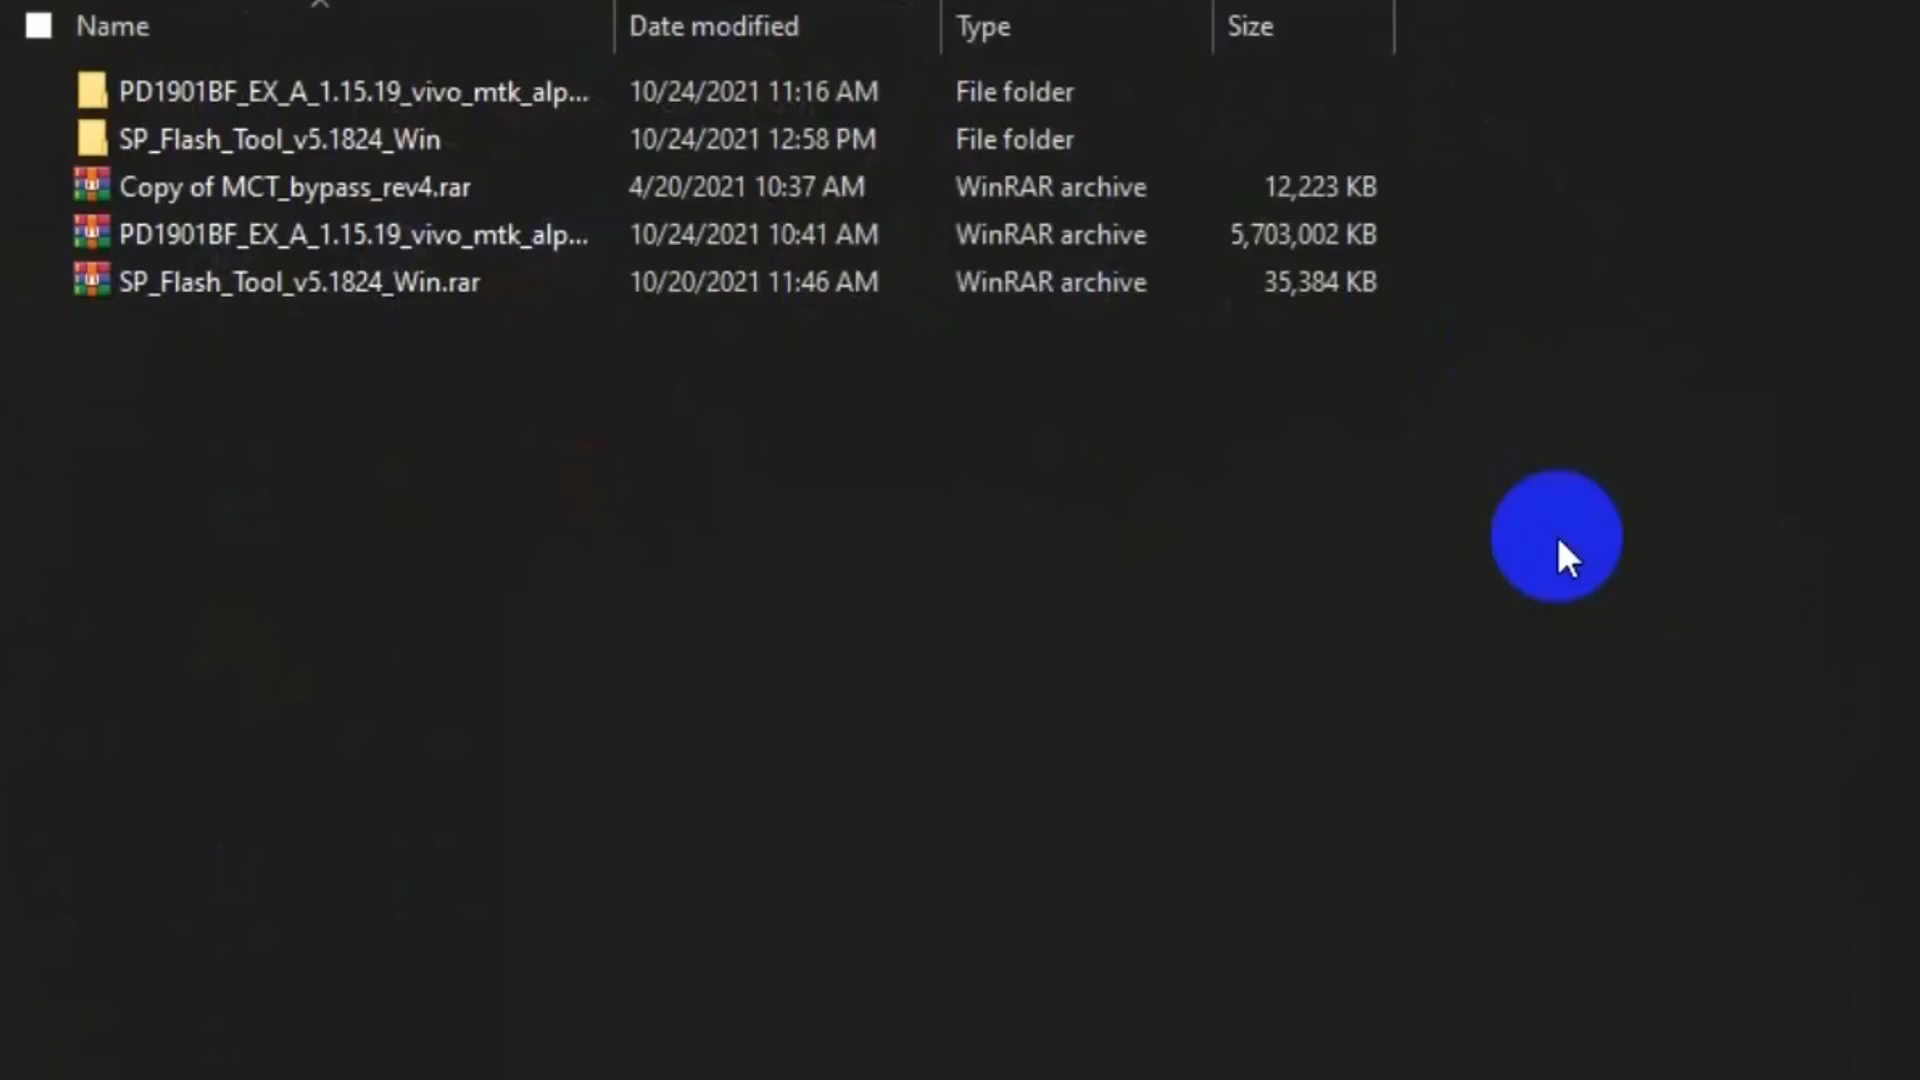 Name Date modified Type Size
PD1901BF_EX_A_1.15.19_vivo_mtk_alp... 10/24/2021 11:16 AM File folder
SP_Flash_Tool_v5.1824_Win 10/24/2021 12:58 PM File folder
Copy of MCT_bypass_rev4.rar 4/20/2021 10:37 AM WinRAR archive 12,223 KB
PD1901BF_EX_A_1.15.19_vivo_mtk_alp... 10/24/2021 10:41 AM WinRAR archive 5,703,002 KB
SP_Flash_Tool_v5.1824_Win.rar 10/20/2021 11:46 AM WinRAR archive 35,384 KB